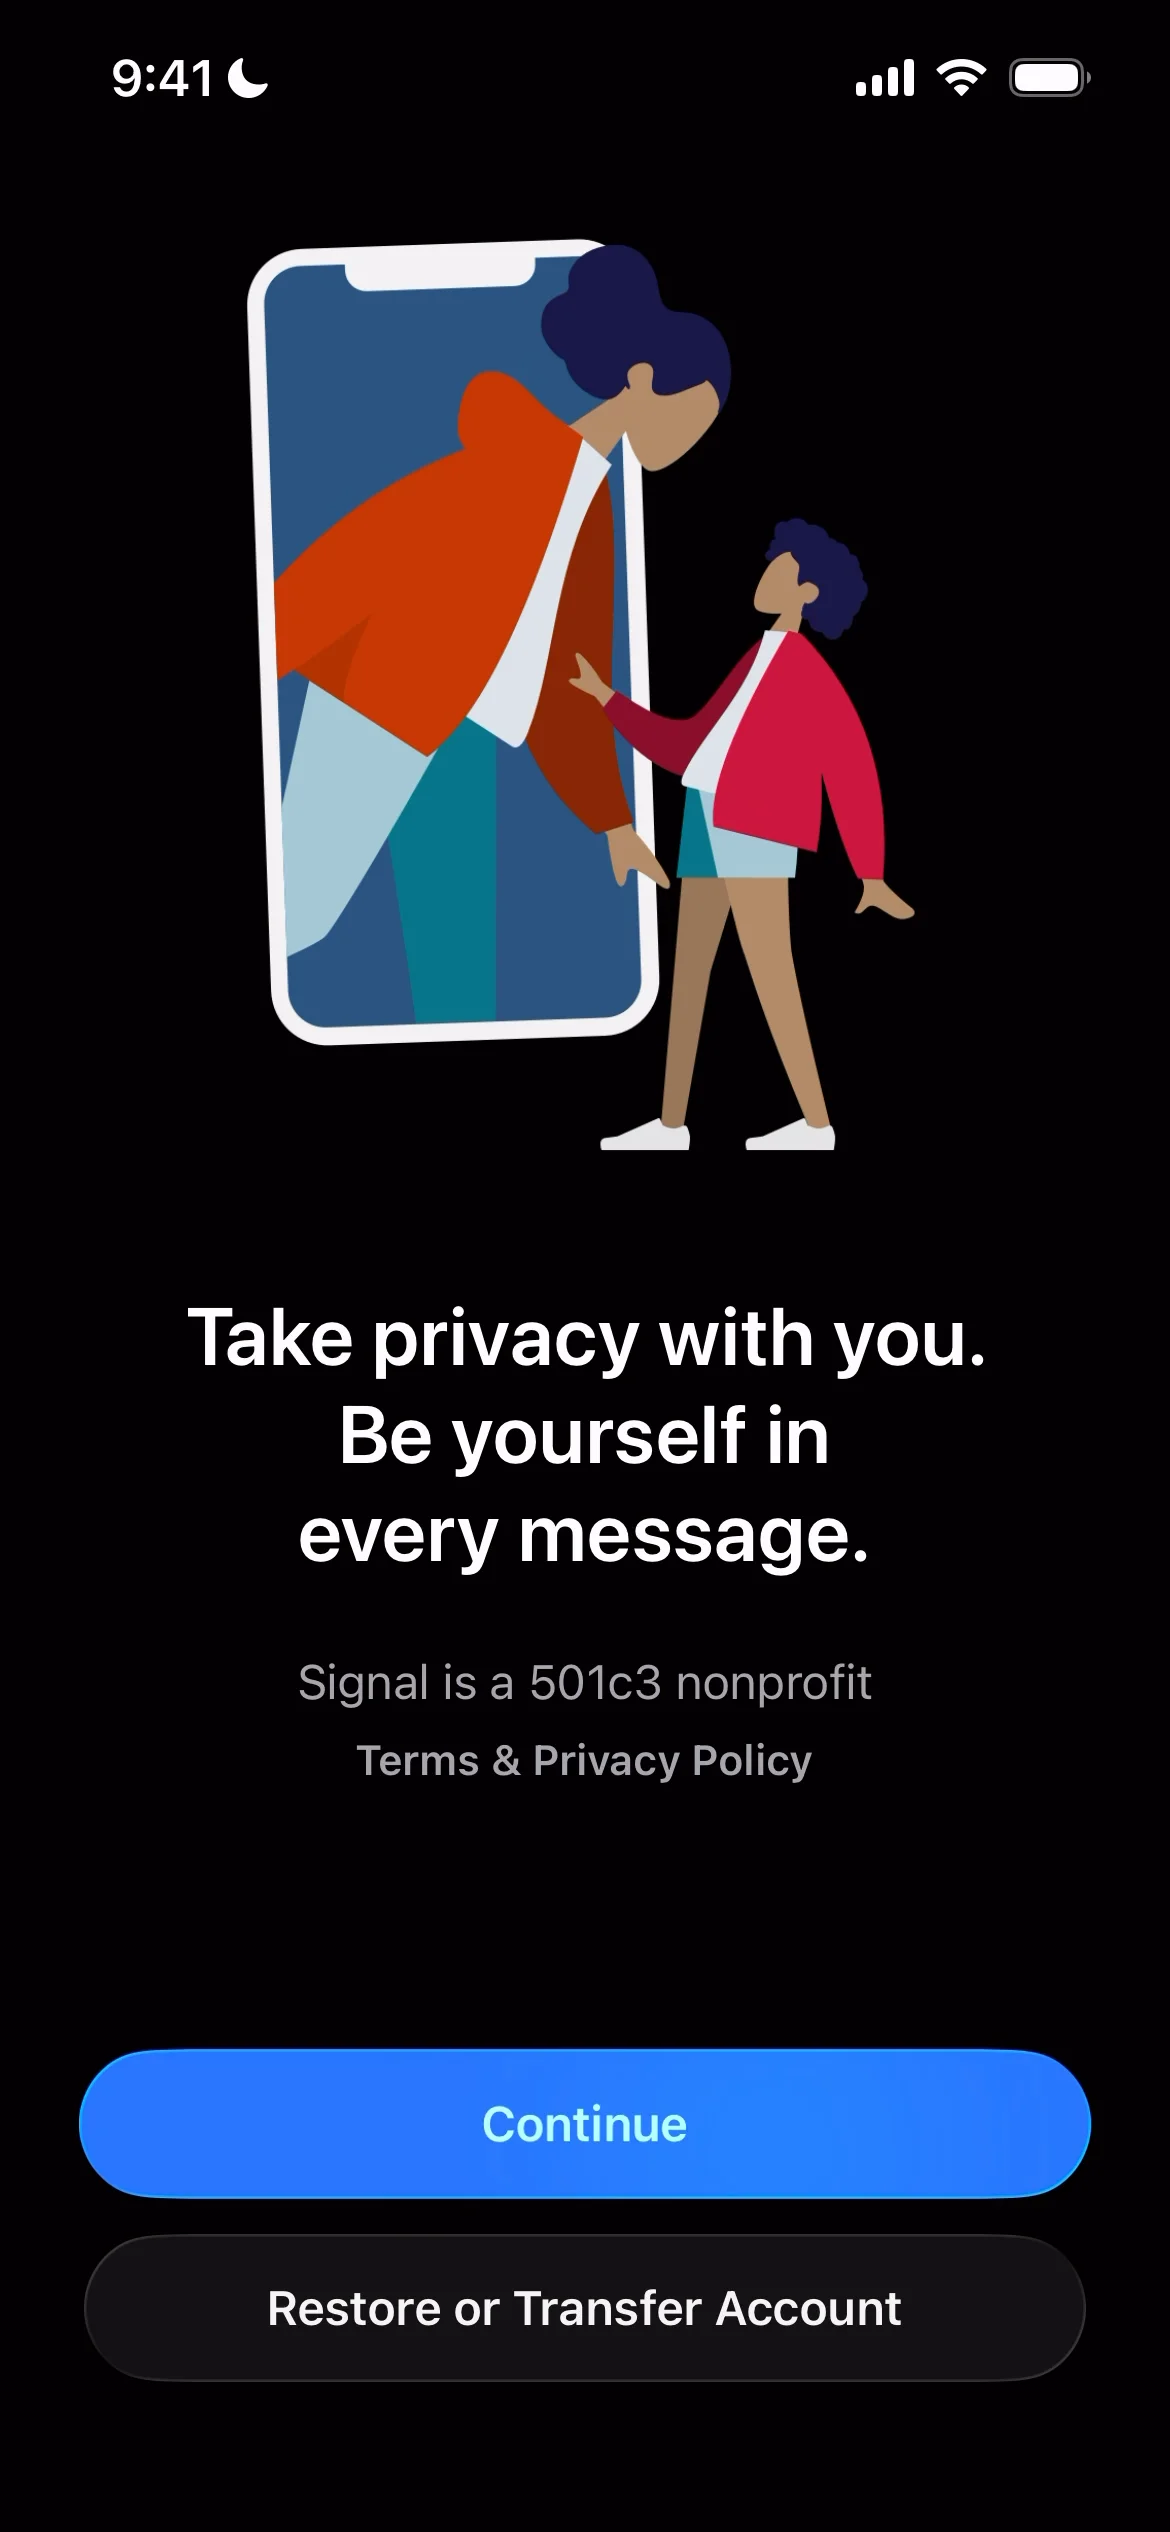 9:41
Take privacy with you.
Be yourself in
every message.
Signal is a 501c3 nonprofit
Terms & Privacy Policy
Continue
Restore or Transfer Account